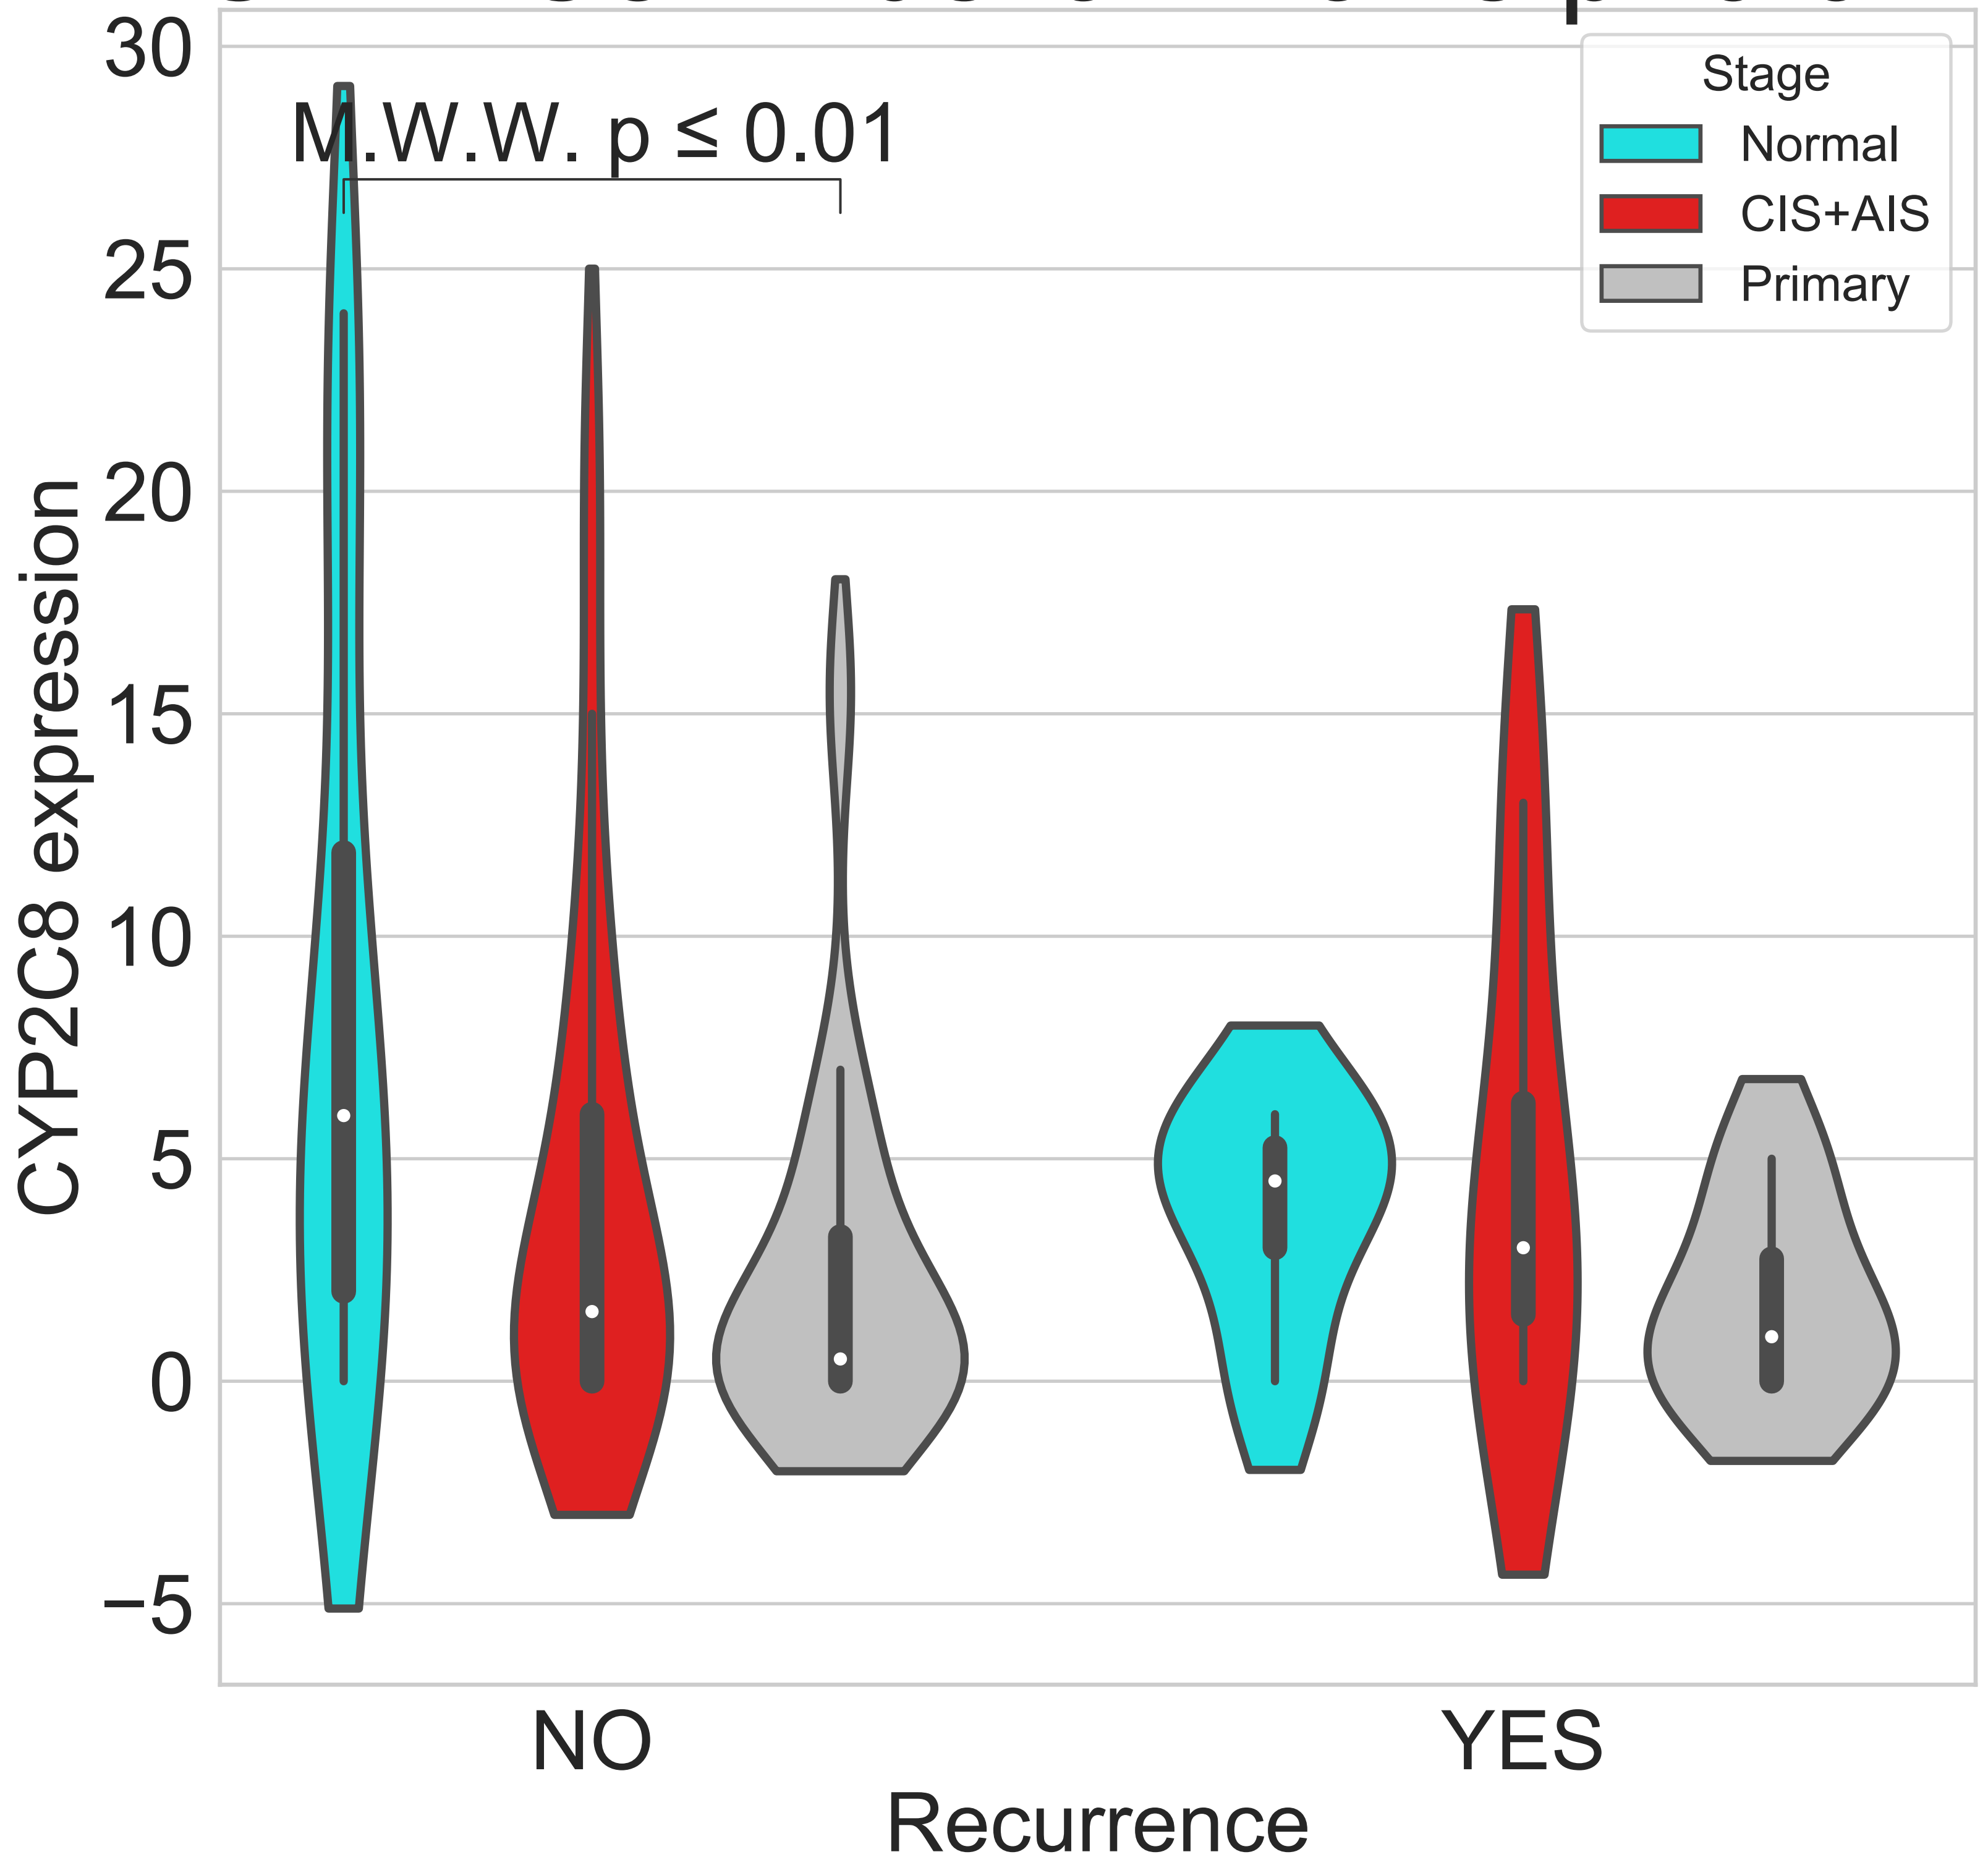 30
M.W.W. p ≤ 0.01
Stage
Normal
CIS+AIS
Primary
25
20
15
10
5
0
−5
CYP2C8 expression
NO
YES
Recurrence